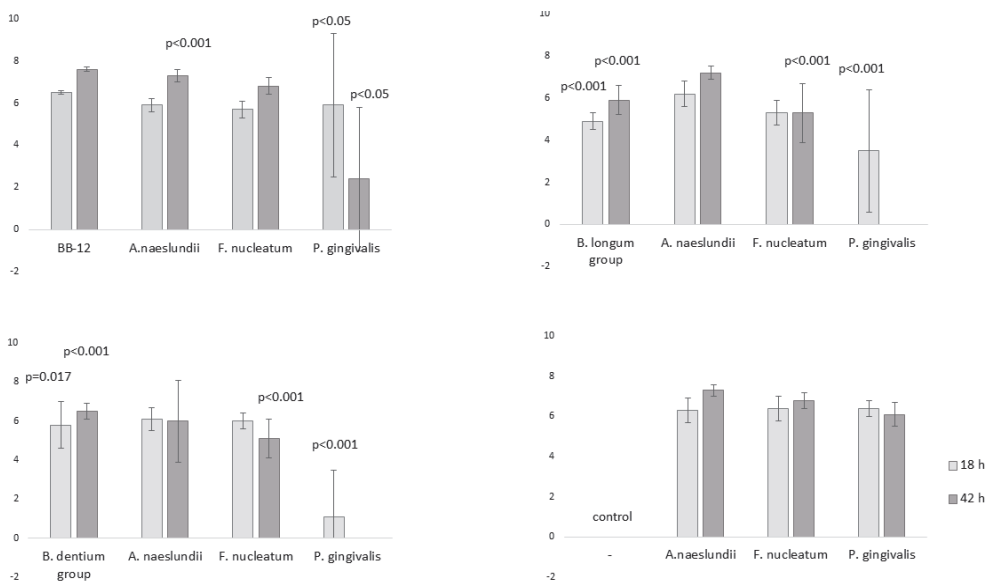 10
p<0.05
p<0.001
8
p<0.05
6
4
2
0
BB-12
A.naeslundii
F. nucleatum
P. gingivalis
-2
10
8
p<0.001
p<0.001
p<0.001
p<0.001
6
4
2
0
B. longum
group
A. naeslundii
F. nucleatum
P. gingivalis
-2
10
p<0.001
8
p=0.017
p<0.001
6
p<0.001
4
2
0
B. dentium
group
A. naeslundii
F. nucleatum
P. gingivalis
-2
10
8
6
4
18 h
2
42 h
control
0
-
A.naeslundii
F. nucleatum
P. gingivalis
-2